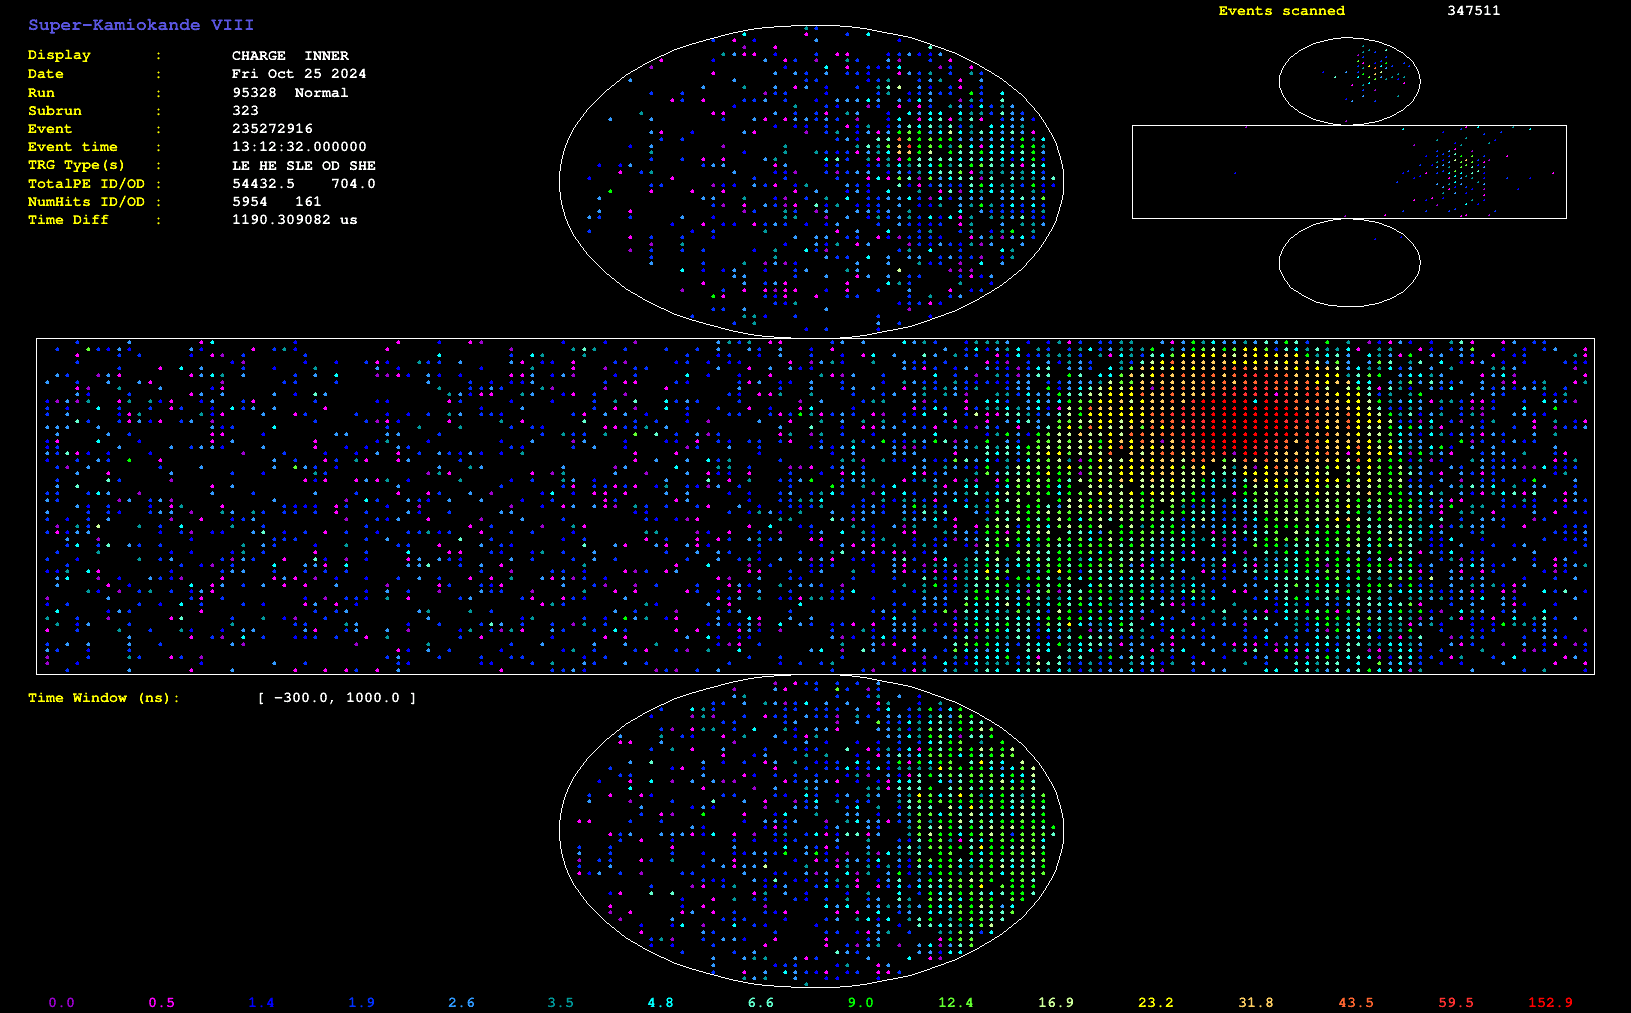 Super-Kamiokande VIII
Events scanned 347511
Display : CHARGE INNER
Date : Fri Oct 25 2024
Run : 95328 Normal
Subrun : 323
Event : 235272916
Event time : 13:12:32.000000
TRG Type(s) : LE HE SLE OD SHE
TotalPE ID/OD : 54432.5 704.0
NumHits ID/OD : 5954 161
Time Diff : 1190.309082 us
Time Window (ns): [ −300.0, 1000.0 ]
0.0 0.5 1.4 1.9 2.6 3.5 4.8 6.6 9.0 12.4 16.9 23.2 31.8 43.5 59.5 152.9